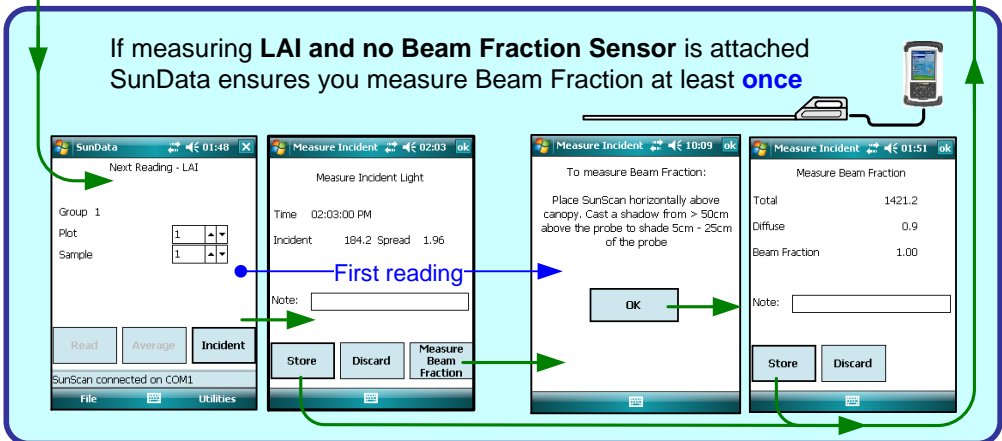 If measuring LAI and no Beam Fraction Sensor is attached
SunData ensures you measure Beam Fraction at least once
SunData 01:48
Next Reading - LAI
Group 1
Plot 1
Sample 1
Read Average Incident
SunScan connected on COM1
File Utilities
First reading
Measure Incident 02:03 ok
Measure Incident Light
Time 02:03:00 PM
Incident 184.2 Spread 1.96
Note:
Store Discard Measure
Beam
Fraction
Measure Incident 10:09 ok
To measure Beam Fraction:
Place SunScan horizontally above
canopy. Cast a shadow from > 50cm
above the probe to shade 5cm - 25cm
of the probe
OK
Measure Incident 01:51 ok
Measure Beam Fraction
Total 1421.2
Diffuse 0.9
Beam Fraction 1.00
Note:
Store Discard